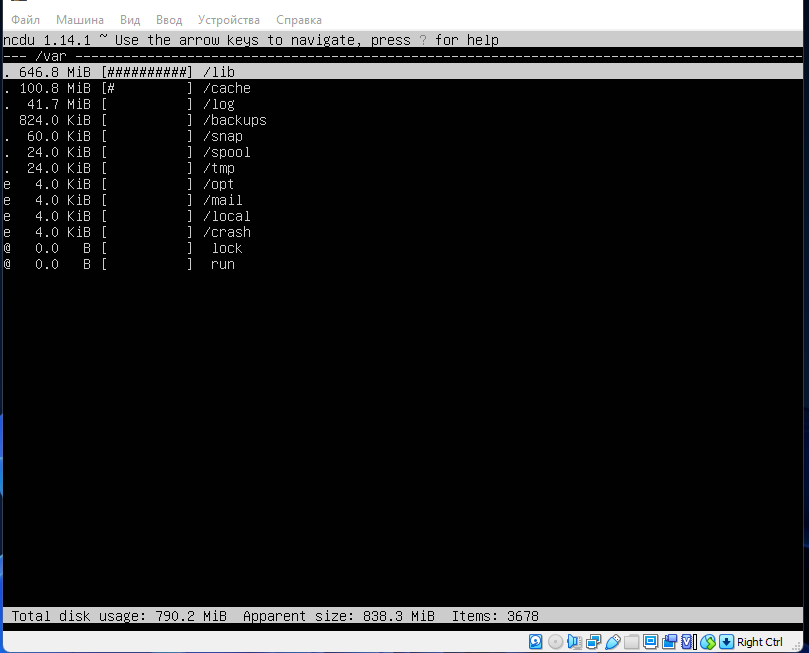 Файл Машина Вид Ввод Устройства Справка
ncdu 1.14.1 ~ Use the arrow keys to navigate, press ? for help
--- /var ----------------------------------------------------------------------------------------
. 646.8 MiB [##########] /lib
. 100.8 MiB [#         ] /cache
.  41.7 MiB [          ] /log
  824.0 KiB [          ] /backups
.  60.0 KiB [          ] /snap
.  24.0 KiB [          ] /spool
.  24.0 KiB [          ] /tmp
e   4.0 KiB [          ] /opt
e   4.0 KiB [          ] /mail
e   4.0 KiB [          ] /local
e   4.0 KiB [          ] /crash
@   0.0   B [          ]  lock
@   0.0   B [          ]  run
Total disk usage: 790.2 MiB  Apparent size: 838.3 MiB  Items: 3678
Right Ctrl